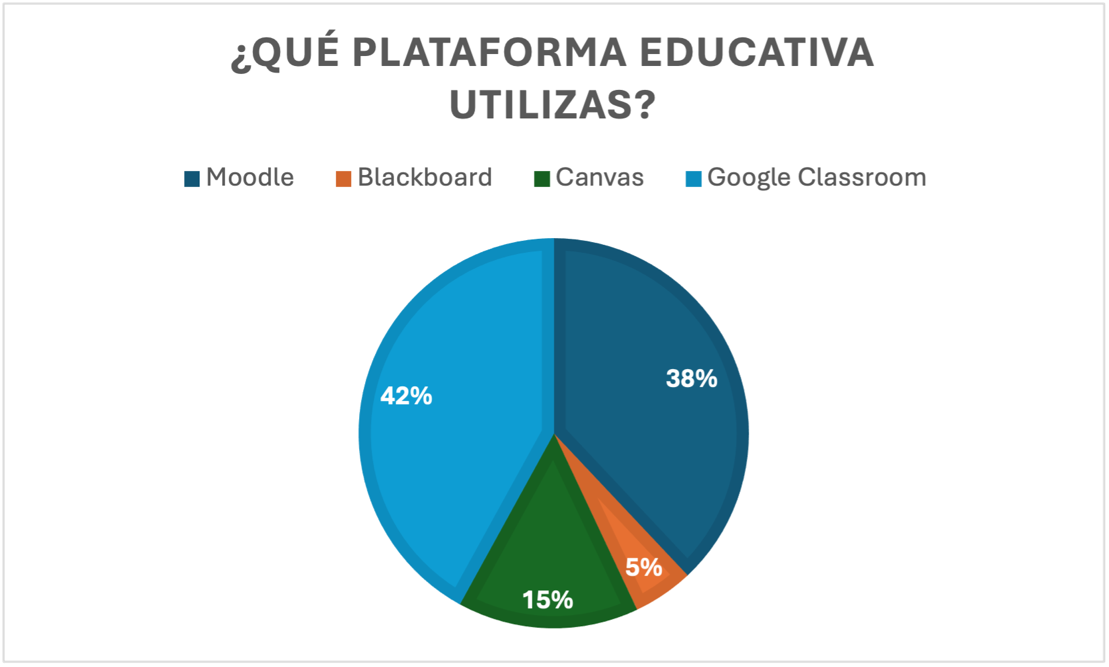 ¿QUÉ PLATAFORMA EDUCATIVA
UTILIZAS?
Moodle Blackboard Canvas Google Classroom
42%
38%
5%
15%